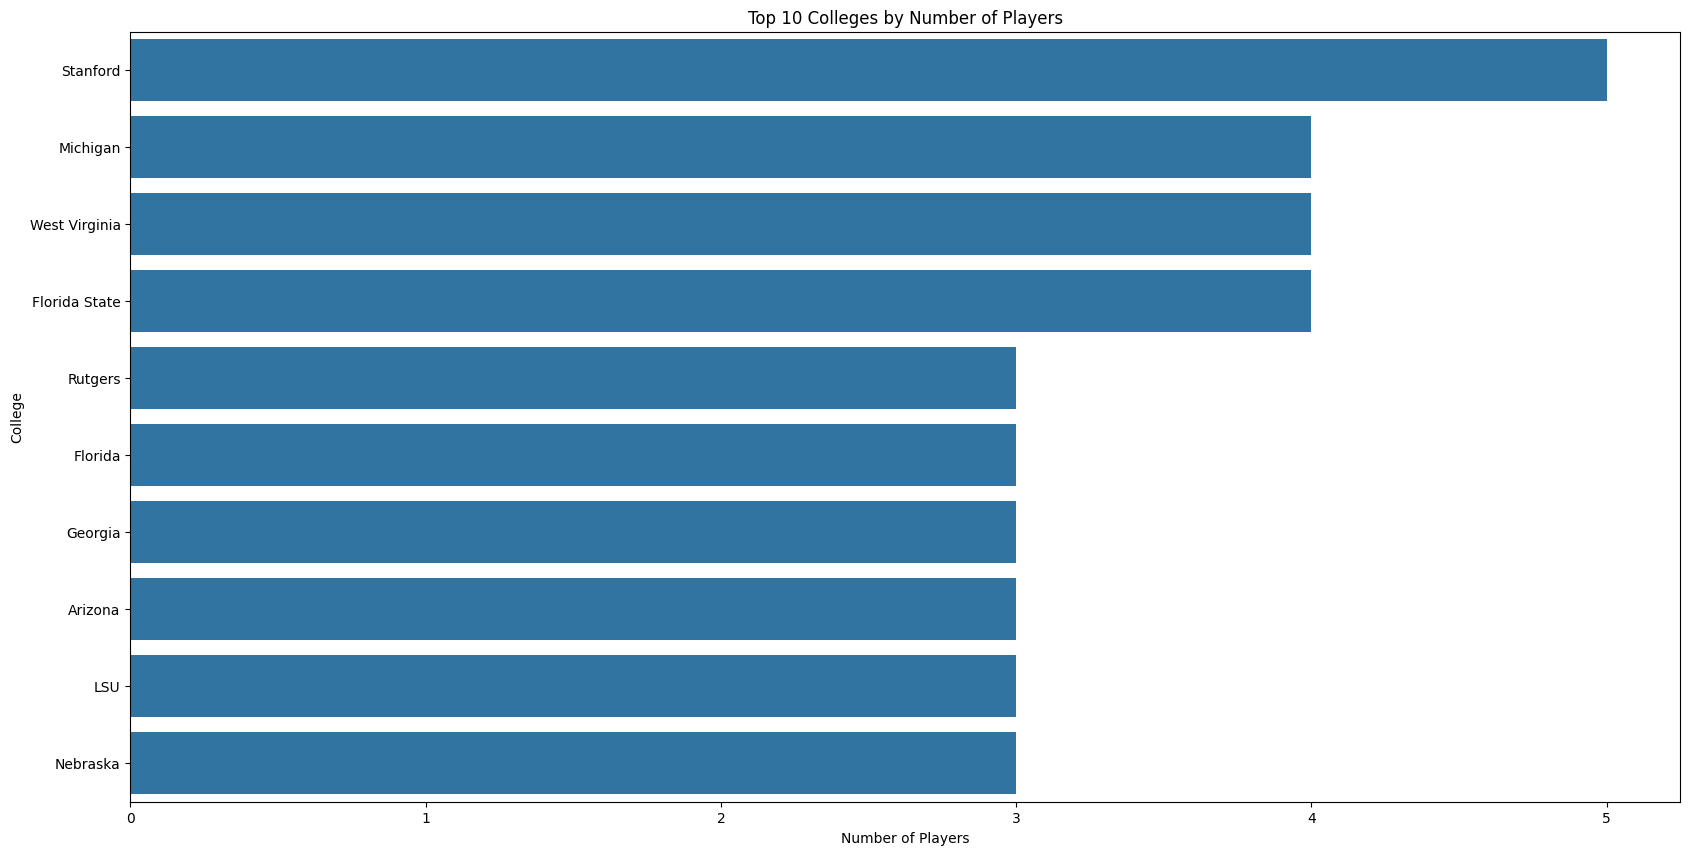 Top 10 Colleges by Number of Players
Stanford
Michigan
West Virginia
Florida State
Rutgers
Florida
Georgia
Arizona
LSU
Nebraska
College
0 1 2 3 4 5
Number of Players